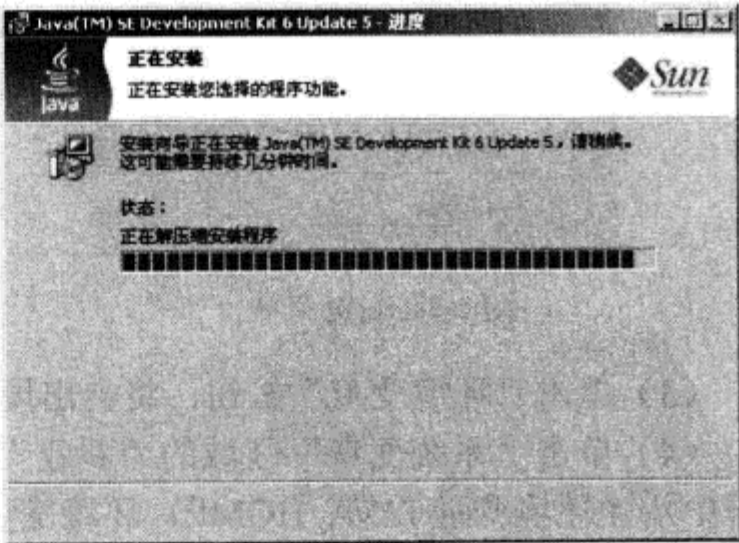 Java(TM) SE Development Kit 6 Update 5 - 进度
正在安装
正在安装您选择的程序功能。
Java
Sun
安装向导正在安装 Java(TM) SE Development Kit 6 Update 5，请稍候。
这可能需要持续几分钟时间。
状态：
正在解压缩安装程序